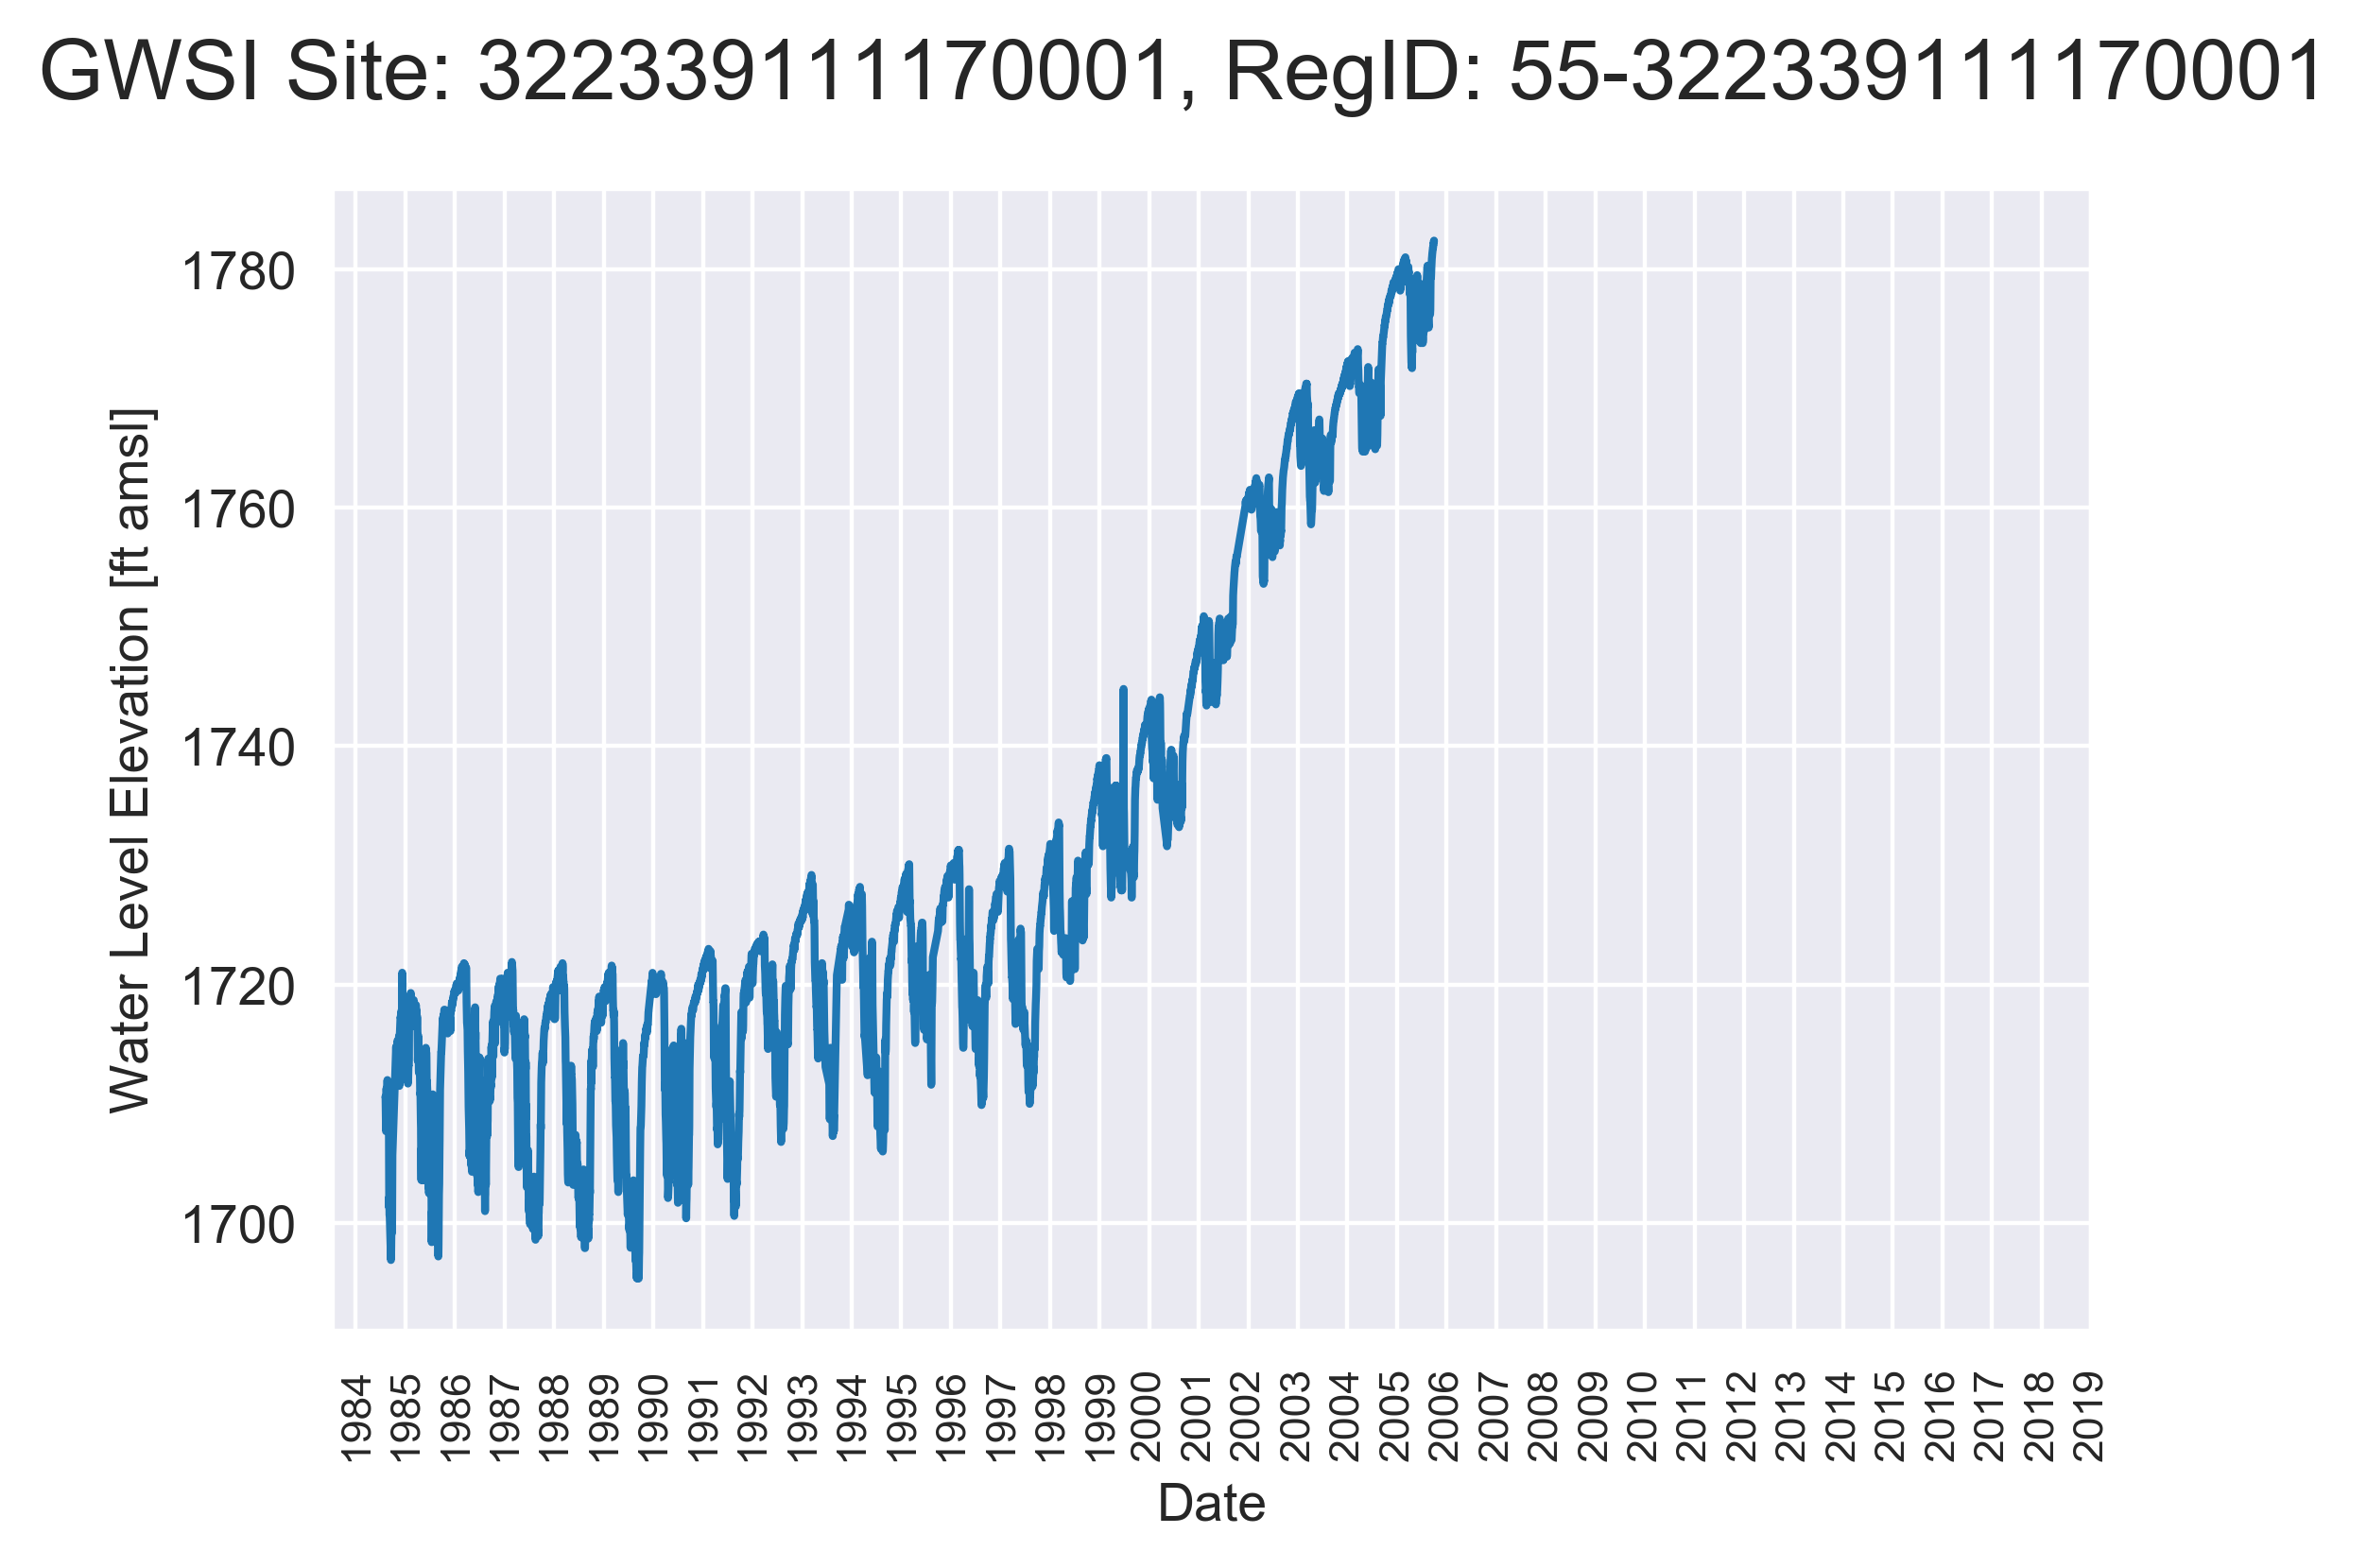 GWSI Site: 322339111170001, RegID: 55-322339111170001
1780
1760
1740
1720
1700
Water Level Elevation [ft amsl]
1984 1985 1986 1987 1988 1989 1990 1991 1992 1993 1994 1995 1996 1997 1998 1999 2000 2001 2002 2003 2004 2005 2006 2007 2008 2009 2010 2011 2012 2013 2014 2015 2016 2017 2018 2019
Date